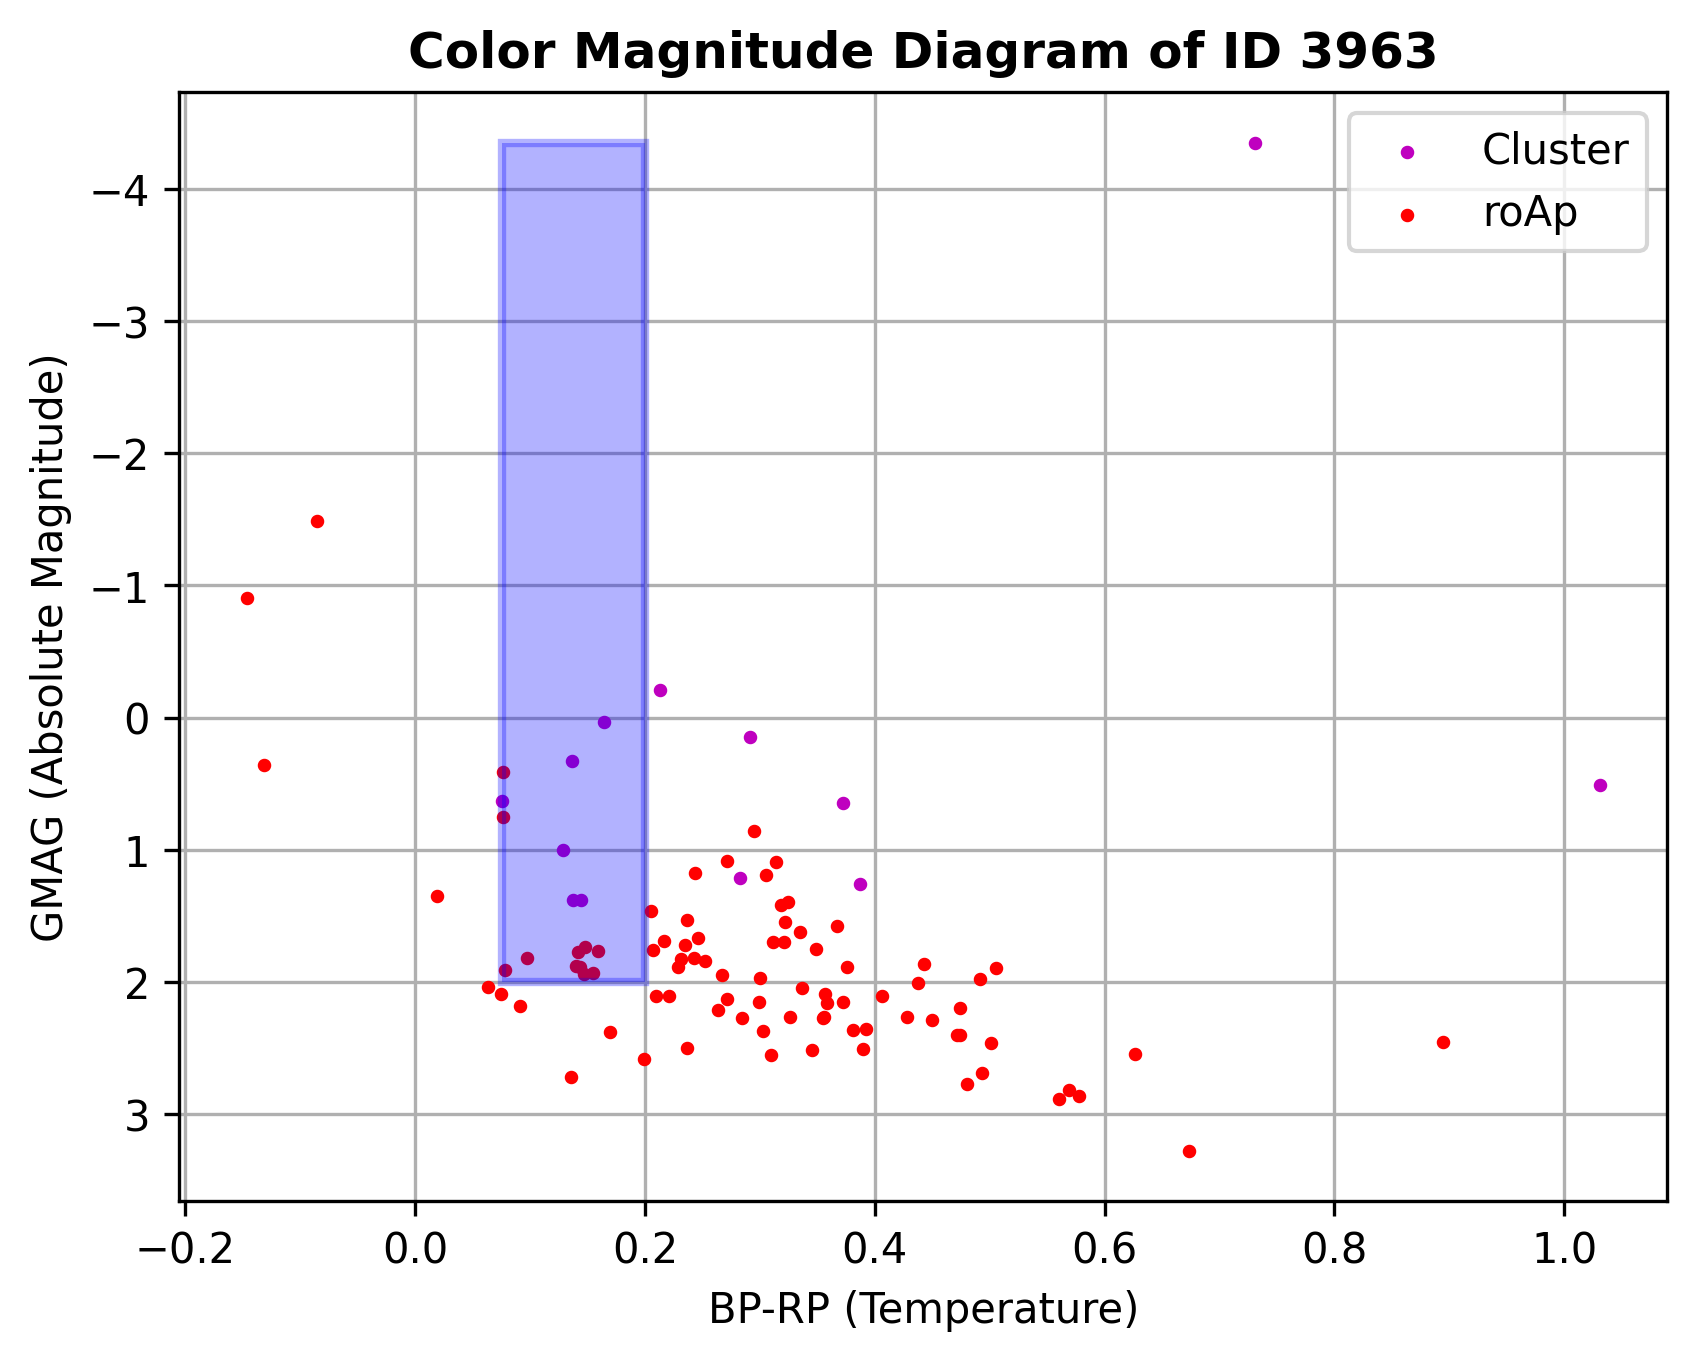 Color Magnitude Diagram of ID 3963
Cluster
roAp
GMAG (Absolute Magnitude)
−4
−3
−2
−1
0
1
2
3
−0.2 0.0 0.2 0.4 0.6 0.8 1.0
BP-RP (Temperature)